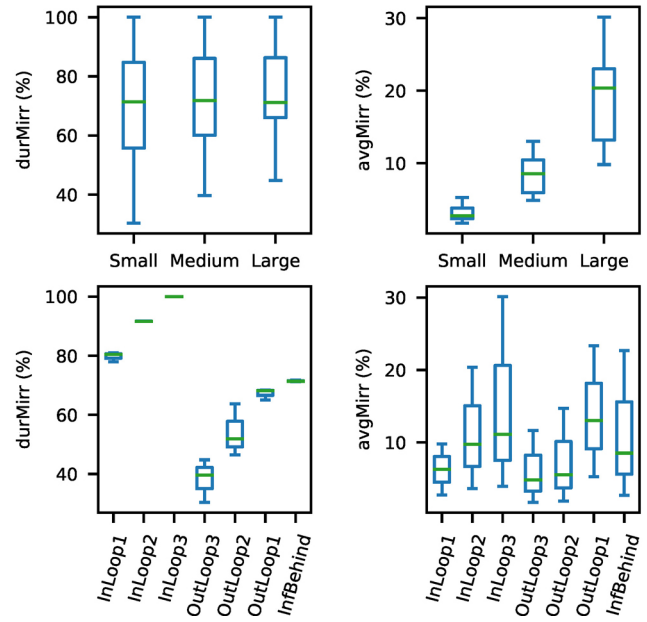 durMirr (%)
100
80
60
40
Small Medium Large
avgMirr (%)
30
20
10
Small Medium Large
durMirr (%)
100
80
60
40
InLoop1 InLoop2 InLoop3 OutLoop3 OutLoop2 OutLoop1 InfBehind
avgMirr (%)
30
20
10
InLoop1 InLoop2 InLoop3 OutLoop3 OutLoop2 OutLoop1 InfBehind